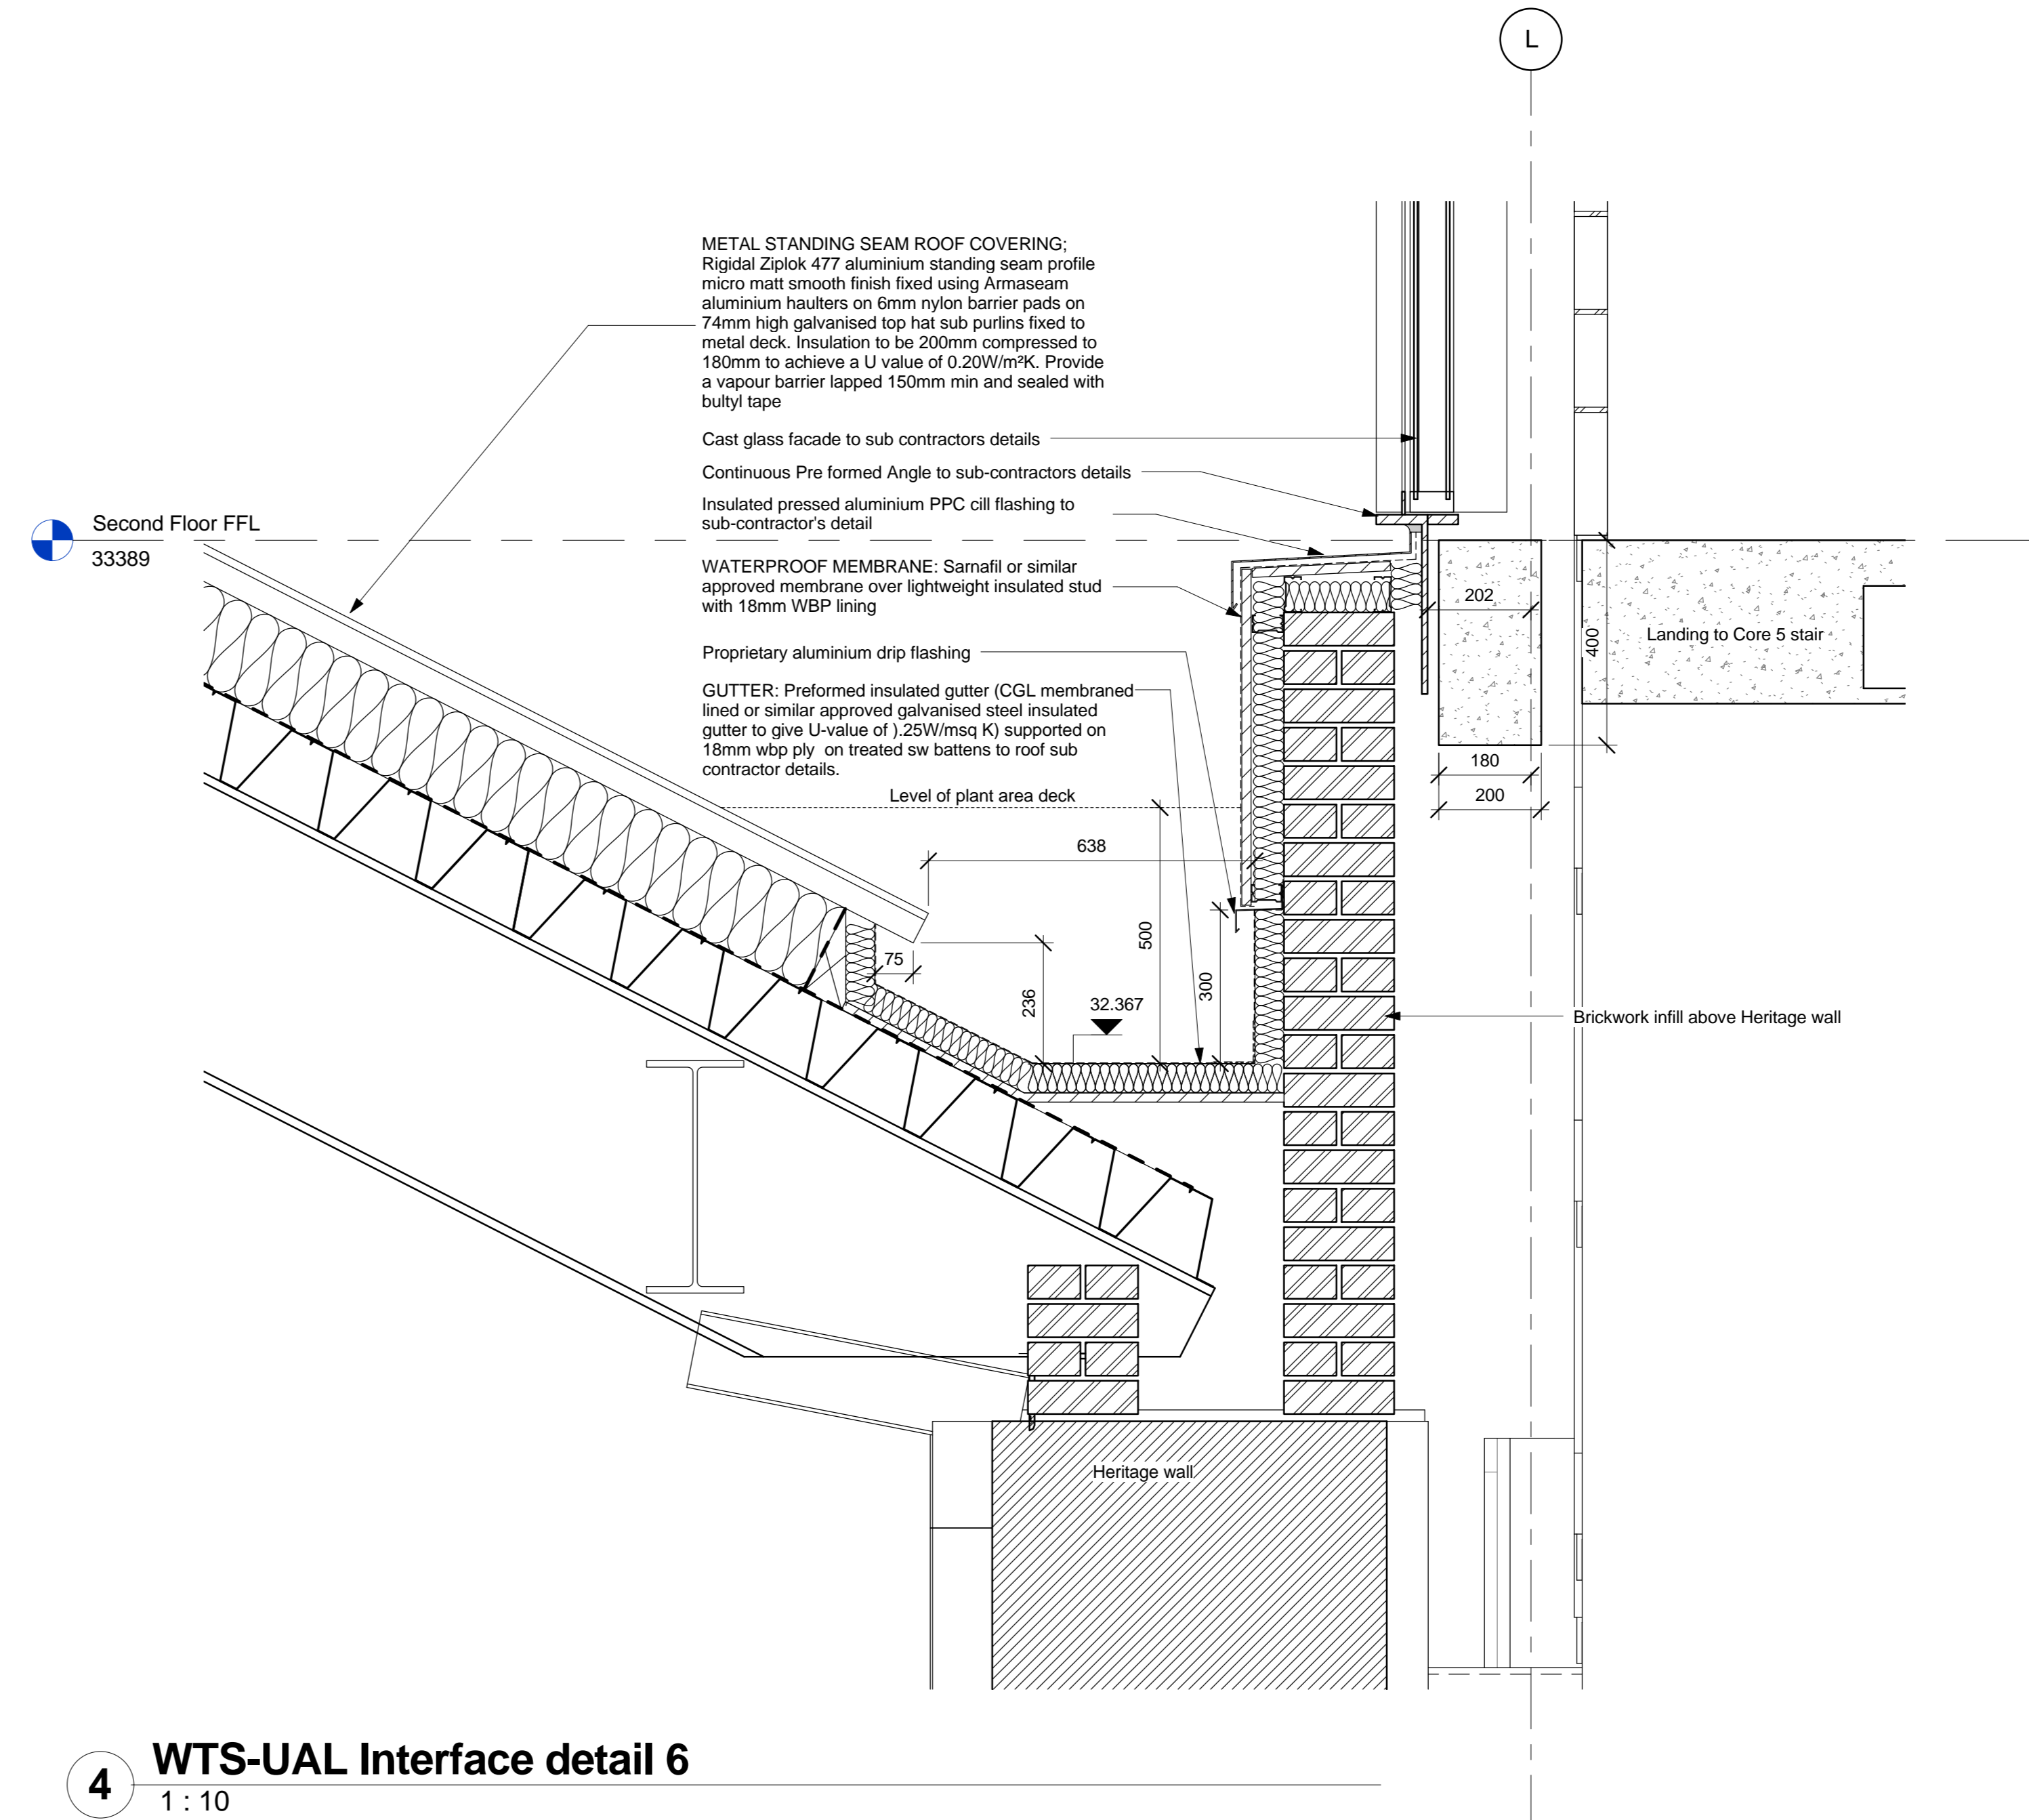 L
METAL STANDING SEAM ROOF COVERING;
Rigidal Ziplok 477 aluminium standing seam profile
micro matt smooth finish fixed using Armaseam
aluminium haulters on 6mm nylon barrier pads on
74mm high galvanised top hat sub purlins fixed to
metal deck. Insulation to be 200mm compressed to
180mm to achieve a U value of 0.20W/m²K. Provide
a vapour barrier lapped 150mm min and sealed with
bultyl tape
Cast glass facade to sub contractors details
Continuous Pre formed Angle to sub-contractors details
Insulated pressed aluminium PPC cill flashing to
sub-contractor's detail
Second Floor FFL
33389
WATERPROOF MEMBRANE: Sarnafil or similar
approved membrane over lightweight insulated stud
with 18mm WBP lining
202
400
Landing to Core 5 stair
Proprietary aluminium drip flashing
GUTTER: Preformed insulated gutter (CGL membraned
lined or similar approved galvanised steel insulated
gutter to give U-value of ).25W/msq K) supported on
18mm wbp ply on treated sw battens to roof sub
contractor details.
180
200
Level of plant area deck
638
500
75
236
300
32.367
Brickwork infill above Heritage wall
Heritage wall
4
WTS-UAL Interface detail 6
1 : 10